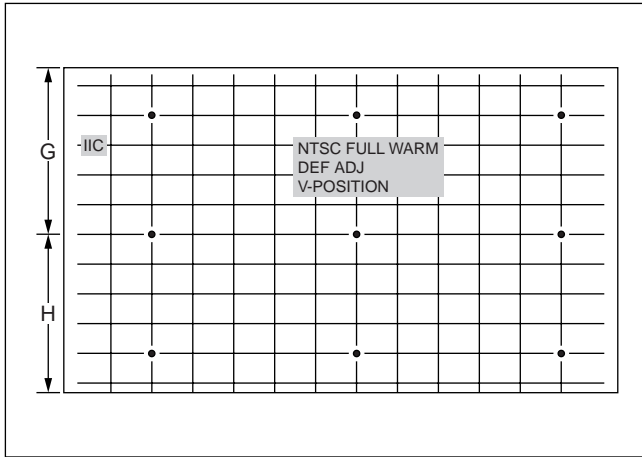 G
IIC
NTSC FULL WARM
DEF ADJ
V-POSITION
H